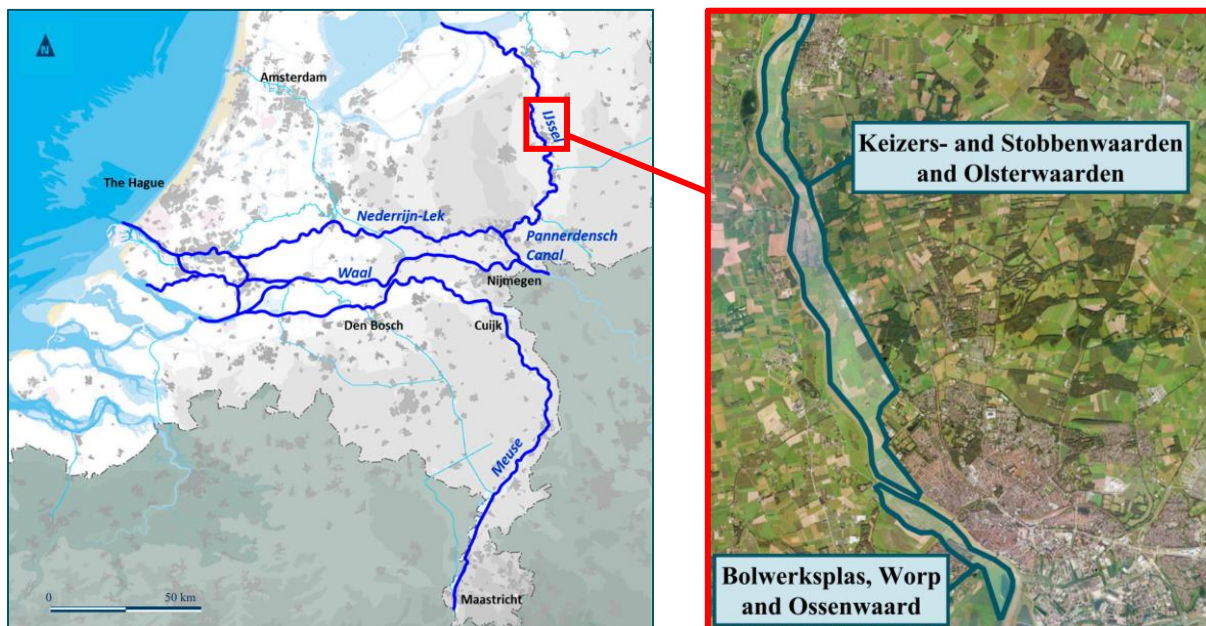 N
Amsterdam
IJssel
The Hague
Nederrijn-Lek
Pannerdensch
Canal
Waal
Nijmegen
Den Bosch
Cuijk
Meuse
Maastricht
0 50 km
Keizers- and Stobbenwaarden
and Olsterwaarden
Bolwerksplas, Worp
and Ossenwaard